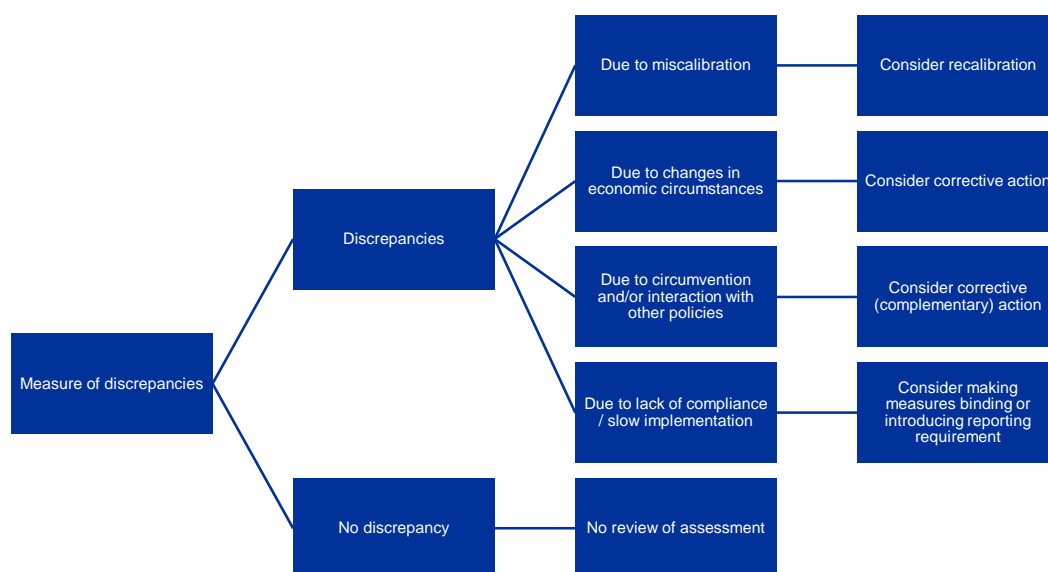 Due to miscalibration
Consider recalibration
Due to changes in
economic circumstances
Consider corrective action
Discrepancies
Due to circumvention
and/or interaction with
other policies
Consider corrective
(complementary) action
Measure of discrepancies
Due to lack of compliance
/ slow implementation
Consider making
measures binding or
introducing reporting
requirement
No discrepancy
No review of assessment